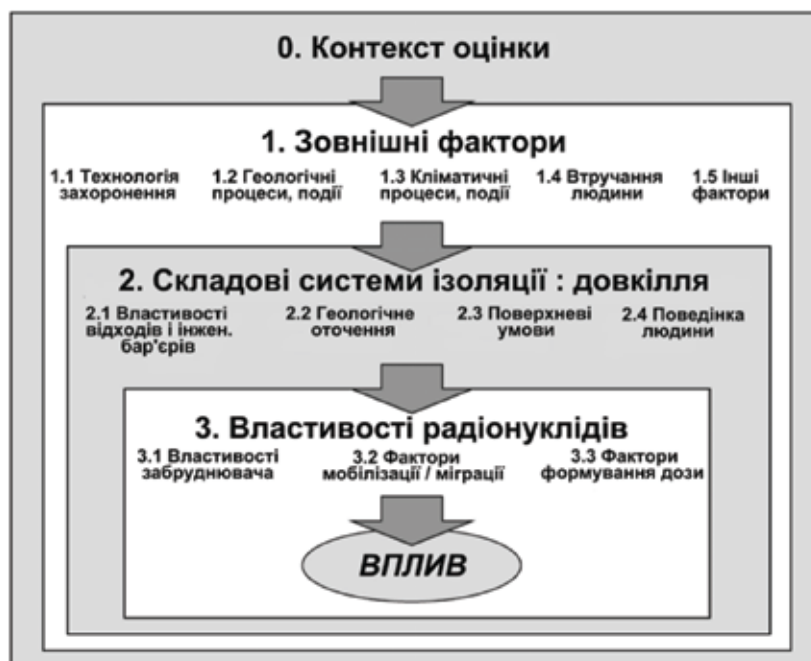 0. Контекст оцінки
1. Зовнішні фактори
1.1 Технологія захоронення
1.2 Геологічні процеси, події
1.3 Кліматичні процеси, події
1.4 Втручання людини
1.5 Інші фактори
2. Складові системи ізоляції : довкілля
2.1 Властивості відходів і інжен. бар'єрів
2.2 Геологічне оточення
2.3 Поверхневі умови
2.4 Поведінка людини
3. Властивості радіонуклідів
3.1 Властивості забруднювача
3.2 Фактори мобілізації / міграції
3.3 Фактори формування дози
ВПЛИВ